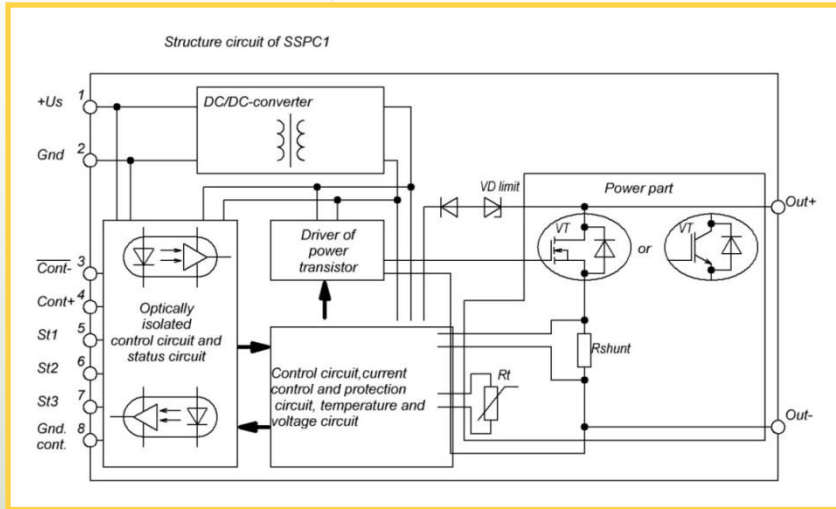 Structure circuit of SSPC1
+Us 1
DC/DC-converter
Gnd 2
VD limit
Power part
Out+
VT
or
VT
Driver of
power
transistor
Cont- 3
Cont+ 4
Optically
isolated
control circuit and
status circuit
St1 5
St2 6
St3 7
Gnd. 8
cont.
Control circuit,current
control and protection
circuit, temperature and
voltage circuit
Rt
Rshunt
Out-